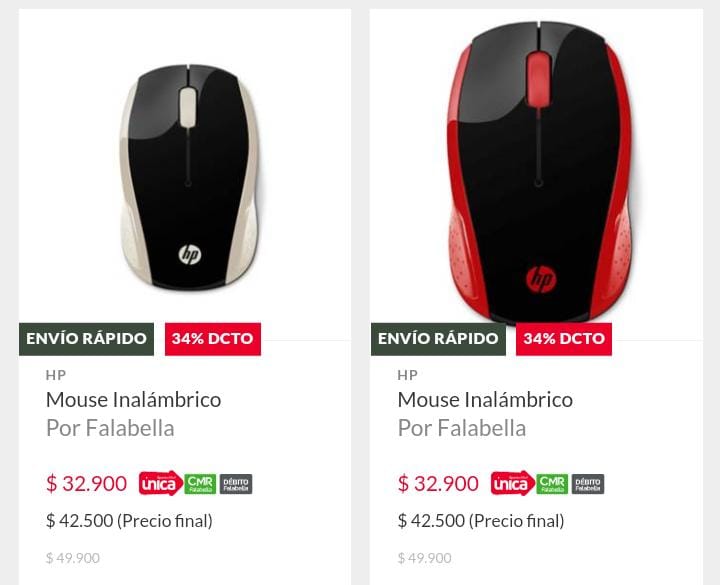 hp
ENVÍO RÁPIDO 34% DCTO
HP
Mouse Inalámbrico
Por Falabella
$ 32.900 única CMR Falabella DÉBITO Falabella
$ 42.500 (Precio final)
$ 49.900
hp
ENVÍO RÁPIDO 34% DCTO
HP
Mouse Inalámbrico
Por Falabella
$ 32.900 única CMR Falabella DÉBITO Falabella
$ 42.500 (Precio final)
$ 49.900